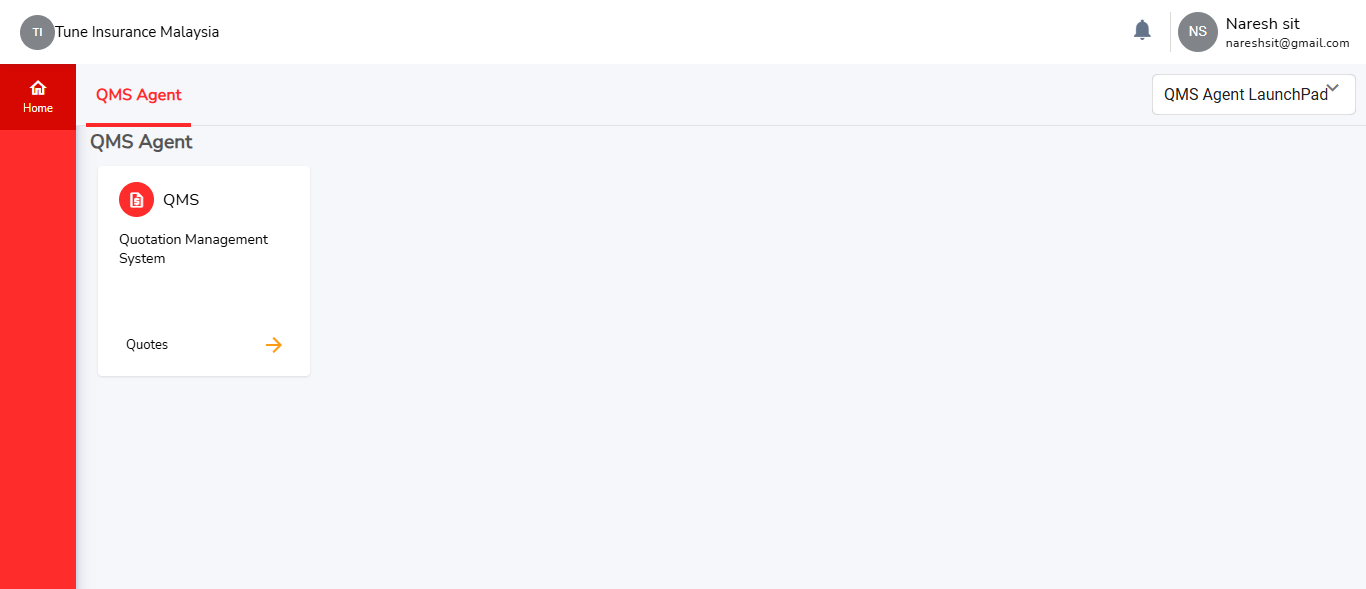 TI Tune Insurance Malaysia
NS Naresh sit
nareshsit@gmail.com
Home
QMS Agent
QMS Agent LaunchPad
QMS Agent
QMS
Quotation Management
System
Quotes